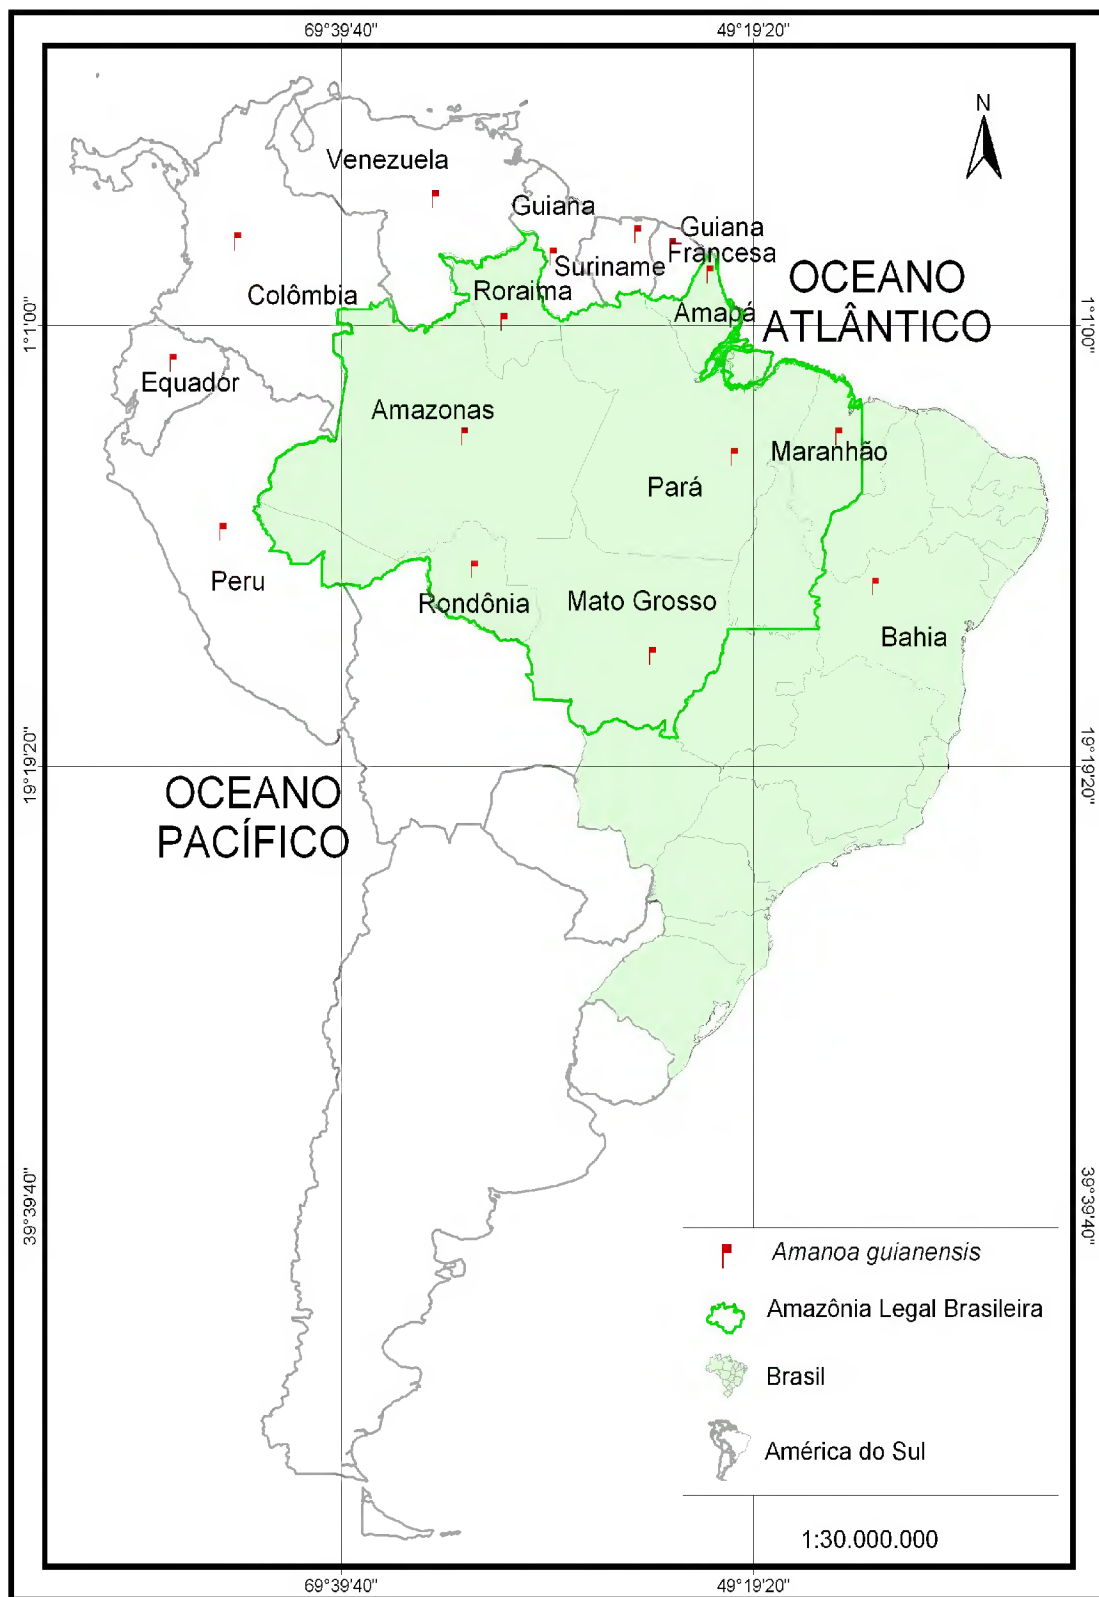 69°39'40"
49°19'20"
N
Venezuela
Guiana
Guiana
Francesa
Suriname
OCEANO
ATLÂNTICO
Roraima
Colômbia
Amapá
1°1'00"
1°1'00"
Equador
Amazonas
Maranhão
Pará
Peru
Rondônia
Mato Grosso
Bahia
19°19'20"
19°19'20"
OCEANO
PACÍFICO
39°39'40"
39°39'40"
Amanoa guianensis
Amazônia Legal Brasileira
Brasil
América do Sul
1:30.000.000
69°39'40"
49°19'20"